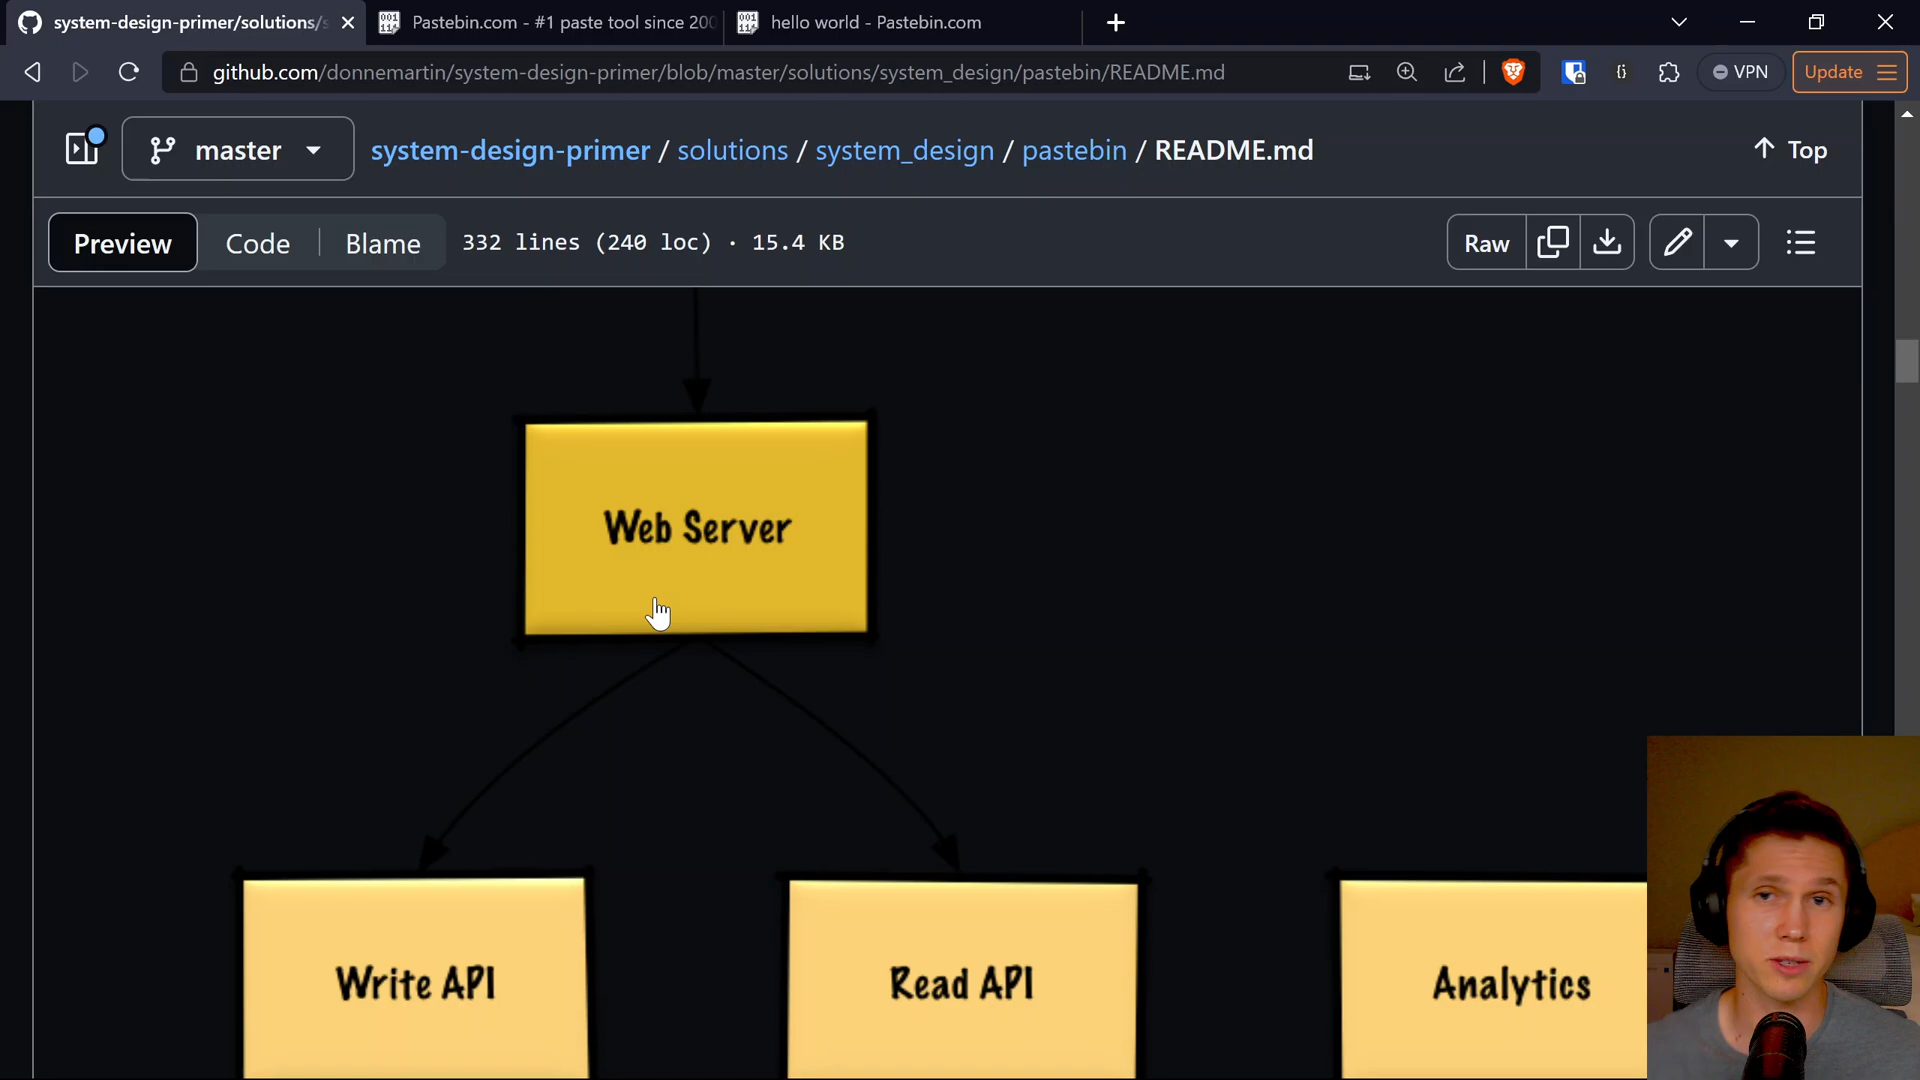 system-design-primer/solutions/s
Pastebin.com - #1 paste tool since 200
hello world - Pastebin.com
github.com/donnemartin/system-design-primer/blob/master/solutions/system_design/pastebin/README.md
VPN
Update
master
system-design-primer / solutions / system_design / pastebin / README.md
Top
Preview
Code
Blame
332 lines (240 loc) · 15.4 KB
Raw
Web Server
Write API
Read API
Analytics